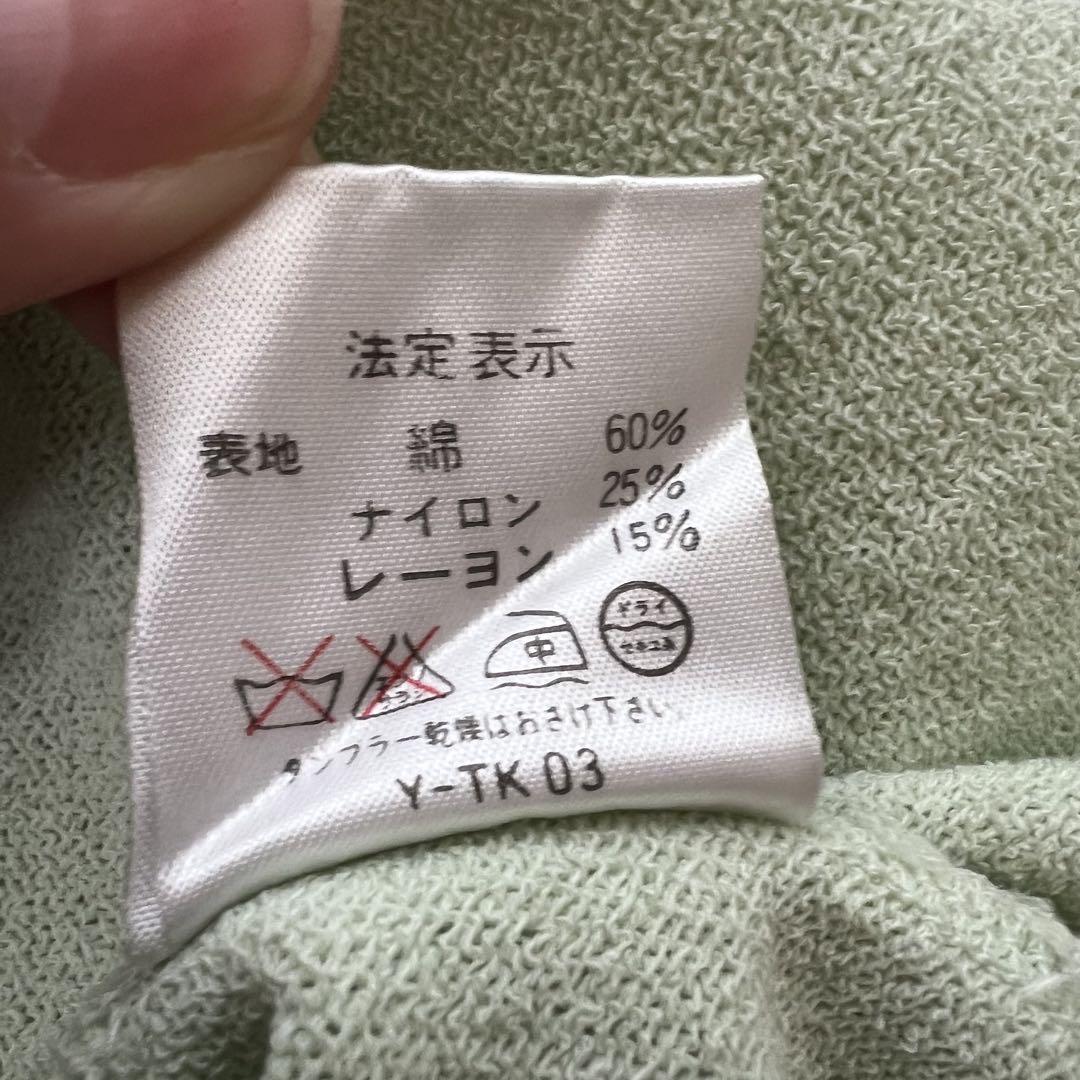 法定表示
表地 綿 60%
ナイロン 25%
レーヨン 15%
中 ドライ
セキユ系
タンブラー乾燥はおさけ下さい
Y-TK 03